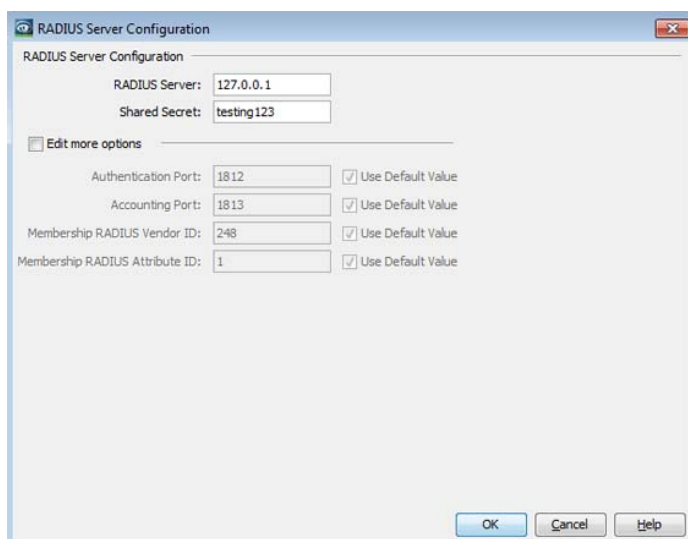 RADIUS Server Configuration
RADIUS Server Configuration
RADIUS Server: 127.0.0.1
Shared Secret: testing123
Edit more options
Authentication Port: 1812 Use Default Value
Accounting Port: 1813 Use Default Value
Membership RADIUS Vendor ID: 248 Use Default Value
Membership RADIUS Attribute ID: 1 Use Default Value
OK Cancel Help